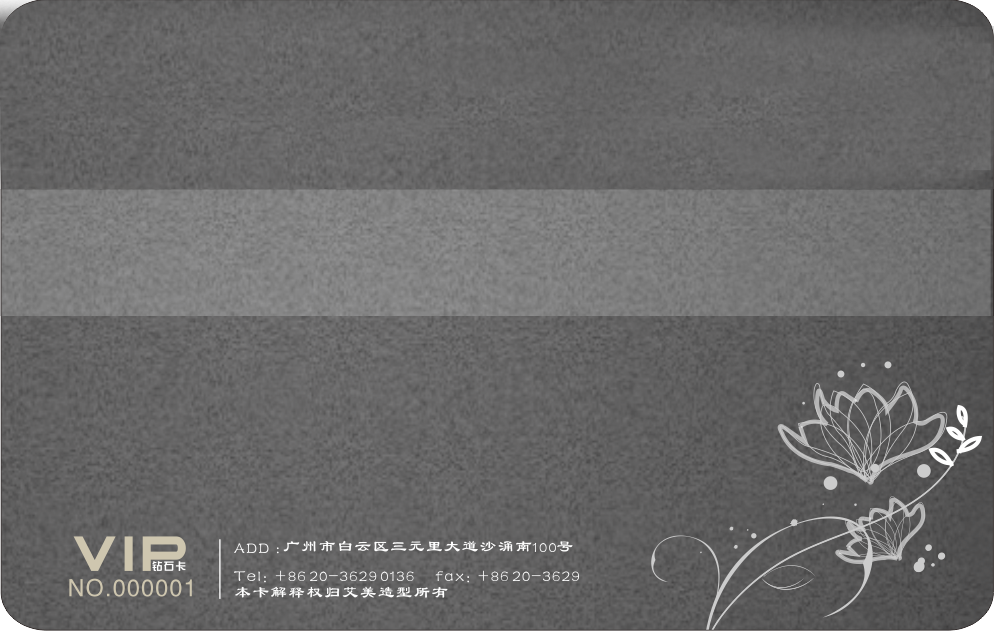 VIP 钻石卡
NO.000001
ADD : 广州市白云区三元里大道沙涌南100号
Tel: +8620-36290136 fax: +8620-3629
本卡解释权归艾美造型所有